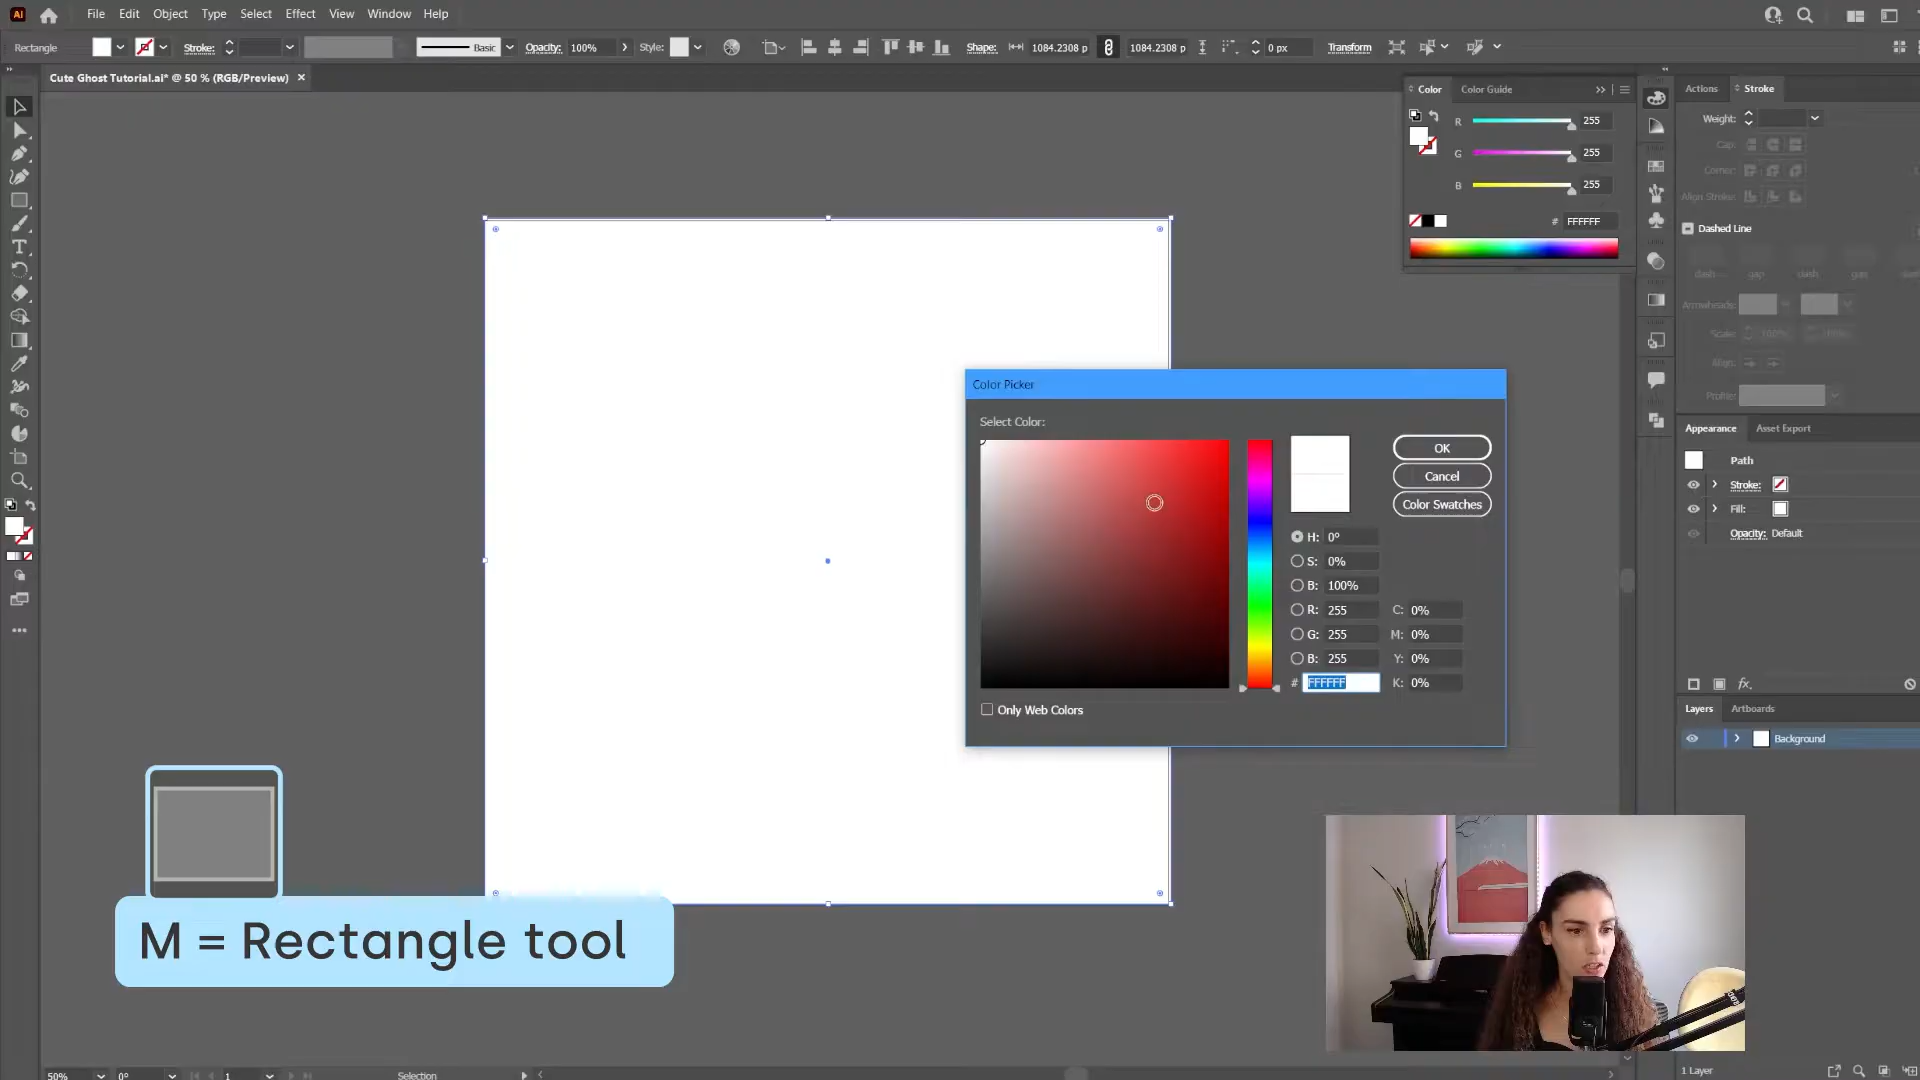 Ai
File Edit Object Type Select Effect View Window Help
Rectangle Stroke: Basic Opacity: 100% Style: Shape: 1084.2308 p 1084.2308 p 0 px Transform
Cute Ghost Tutorial.ai* @ 50 % (RGB/Preview) ×
Color Color Guide
R 255
G 255
B 255
# FFFFFF
Actions Stroke
Weight:
Cap:
Corner:
Align Stroke:
Dashed Line
dash gap dash gap
Arrowheads:
Scale: 100%
Align:
Profile:
Appearance Asset Export
Path
Stroke:
Fill:
Opacity: Default
fx
Layers Artboards
Background
1 Layer
Color Picker
Select Color:
OK
Cancel
Color Swatches
H: 0°
S: 0%
B: 100%
R: 255 C: 0%
G: 255 M: 0%
B: 255 Y: 0%
# FFFFFF K: 0%
Only Web Colors
M = Rectangle tool
50% 0° 1 Selection